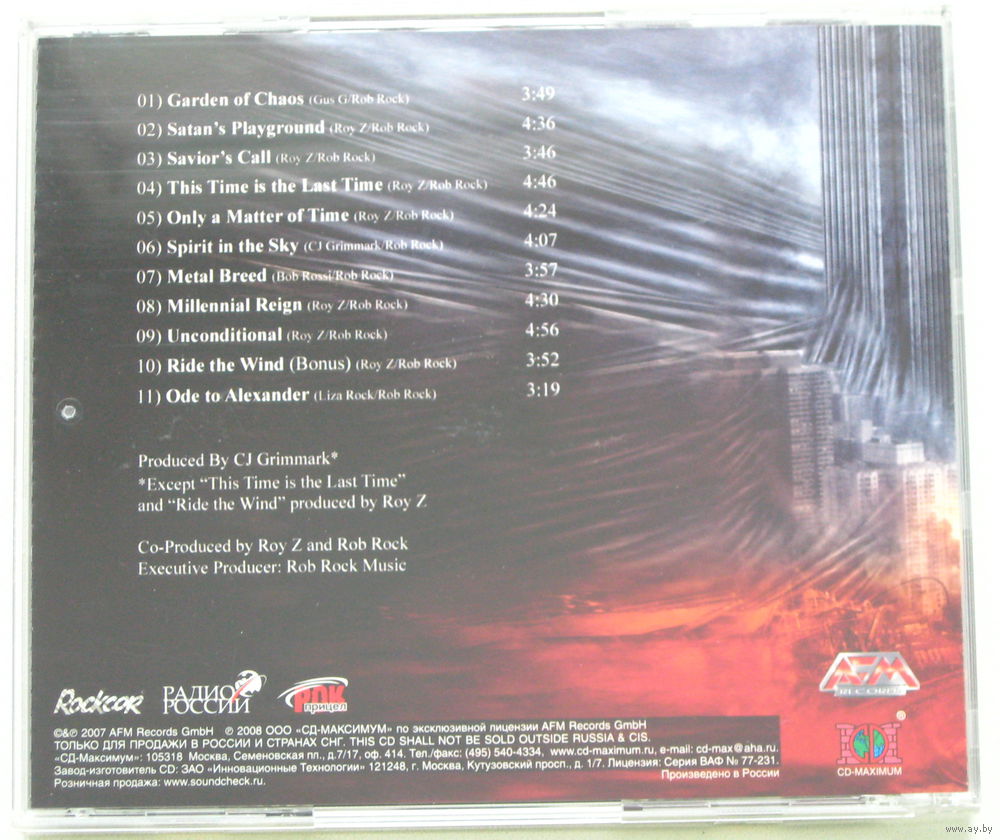 01) Garden of Chaos (Gus G/Rob Rock) 3:49
02) Satan's Playground (Roy Z/Rob Rock) 4:36
03) Savior's Call (Roy Z/Rob Rock) 3:46
04) This Time is the Last Time (Roy Z/Rob Rock) 4:46
05) Only a Matter of Time (Roy Z/Rob Rock) 4:24
06) Spirit in the Sky (CJ Grimmark/Rob Rock) 4:07
07) Metal Breed (Bob Rossi/Rob Rock) 3:57
08) Millennial Reign (Roy Z/Rob Rock) 4:30
09) Unconditional (Roy Z/Rob Rock) 4:56
10) Ride the Wind (Bonus) (Roy Z/Rob Rock) 3:52
11) Ode to Alexander (Liza Rock/Rob Rock) 3:19
Produced By CJ Grimmark*
*Except “This Time is the Last Time”
and “Ride the Wind” produced by Roy Z
Co-Produced by Roy Z and Rob Rock
Executive Producer: Rob Rock Music
Rockcor
РАДИО
РОССИИ
РОК
прицел
AFM
RECORDS
©&℗ 2007 AFM Records GmbH ℗ 2008 ООО «СД-МАКСИМУМ» по эксклюзивной лицензии AFM Records GmbH
ТОЛЬКО ДЛЯ ПРОДАЖИ В РОССИИ И СТРАНАХ СНГ. THIS CD SHALL NOT BE SOLD OUTSIDE RUSSIA & CIS.
«СД-Максимум»: 105318 Москва, Семеновская пл., д.7/17, оф. 414. Тел./факс: (495) 540-4334, www.cd-maximum.ru, e-mail: cd-max@aha.ru.
Завод-изготовитель CD: ЗАО «Инновационные Технологии» 121248, г. Москва, Кутузовский просп., д. 1/7. Лицензия: Серия ВАФ № 77-231.
Розничная продажа: www.soundcheck.ru. Произведено в России
®
CD-MAXIMUM
www.ay.by